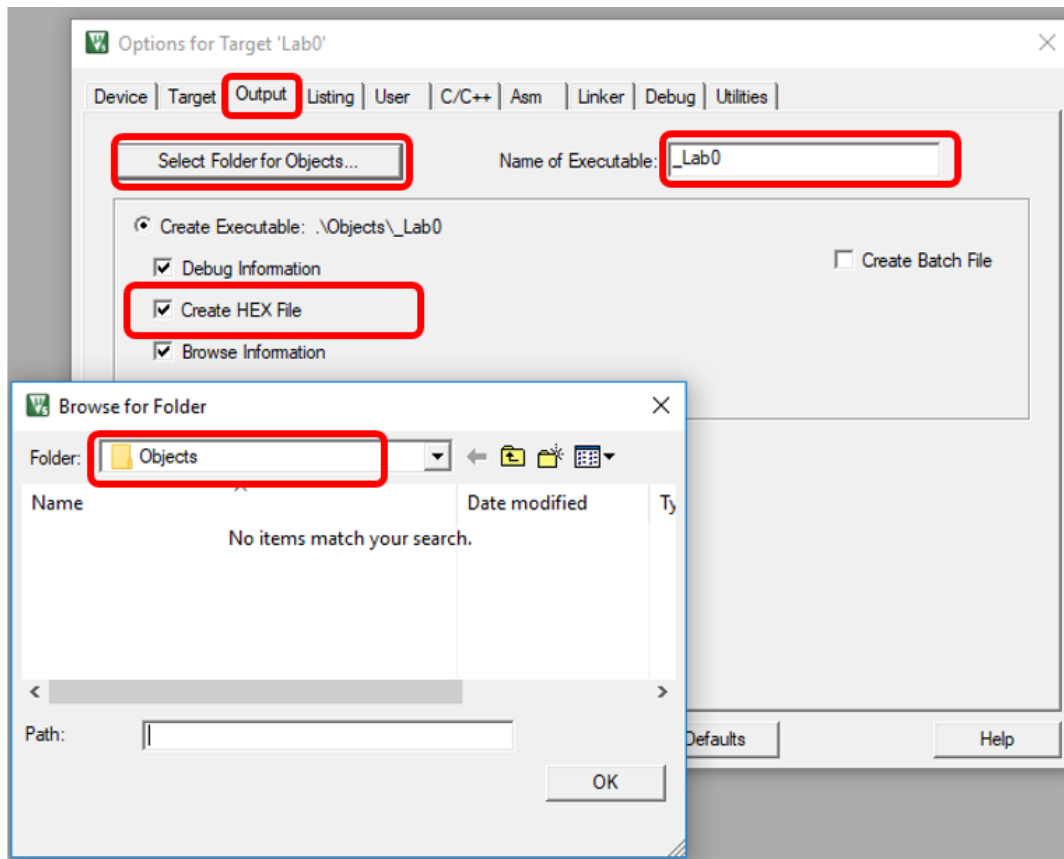 Options for Target 'Lab0'
Device Target Output Listing User C/C++ Asm Linker Debug Utilities
Select Folder for Objects... Name of Executable: _Lab0
Create Executable: .\Objects\_Lab0
Debug Information Create Batch File
Create HEX File
Browse Information
Browse for Folder
Folder: Objects
Name Date modified Ty
No items match your search.
Path:
Defaults Help
OK